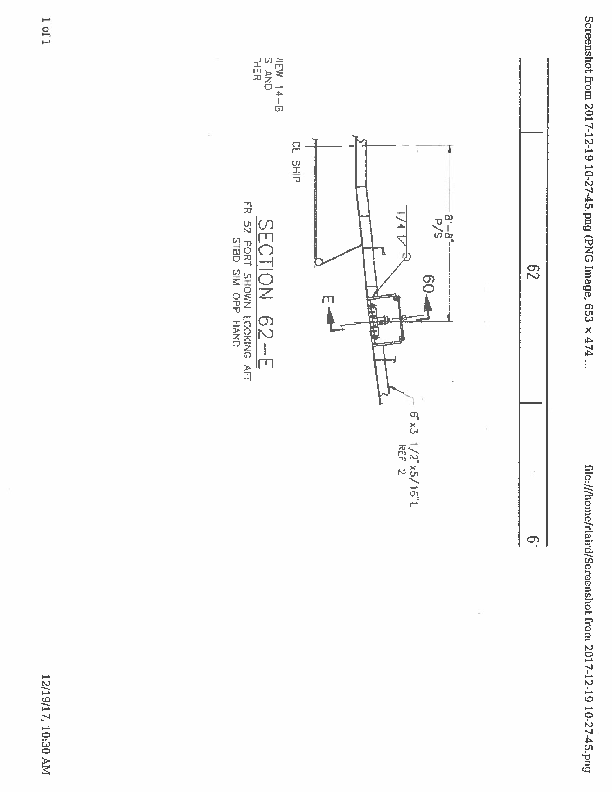 Screenshot from 2017-12-19 10-27-45.png (PNG Image, 653 × 474 ...
file:///home/rlaird/Screenshot from 2017-12-19 10-27-45.png
62
6
8'-8"
P/S
60
1/4
6"x3 1/2"x5/16"L
REF 2
E
CL SHIP
IEW 14-B
S AND
HER
SECTION 62-E
FR 52 PORT SHOWN LOOKING AFT
STBD SIM OPP HAND
1 of 1
12/19/17, 10:30 AM